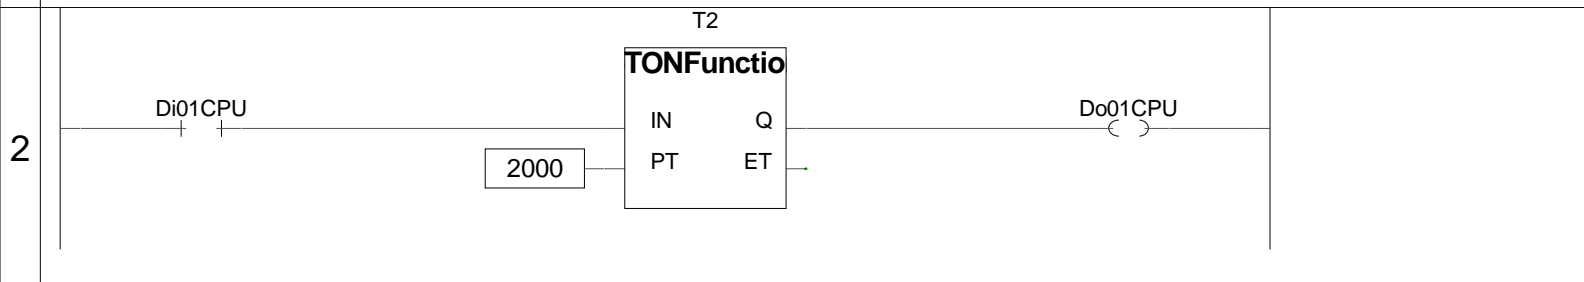 T2
TONFunctio
Di01CPU
Do01CPU
IN Q
2
2000
PT ET